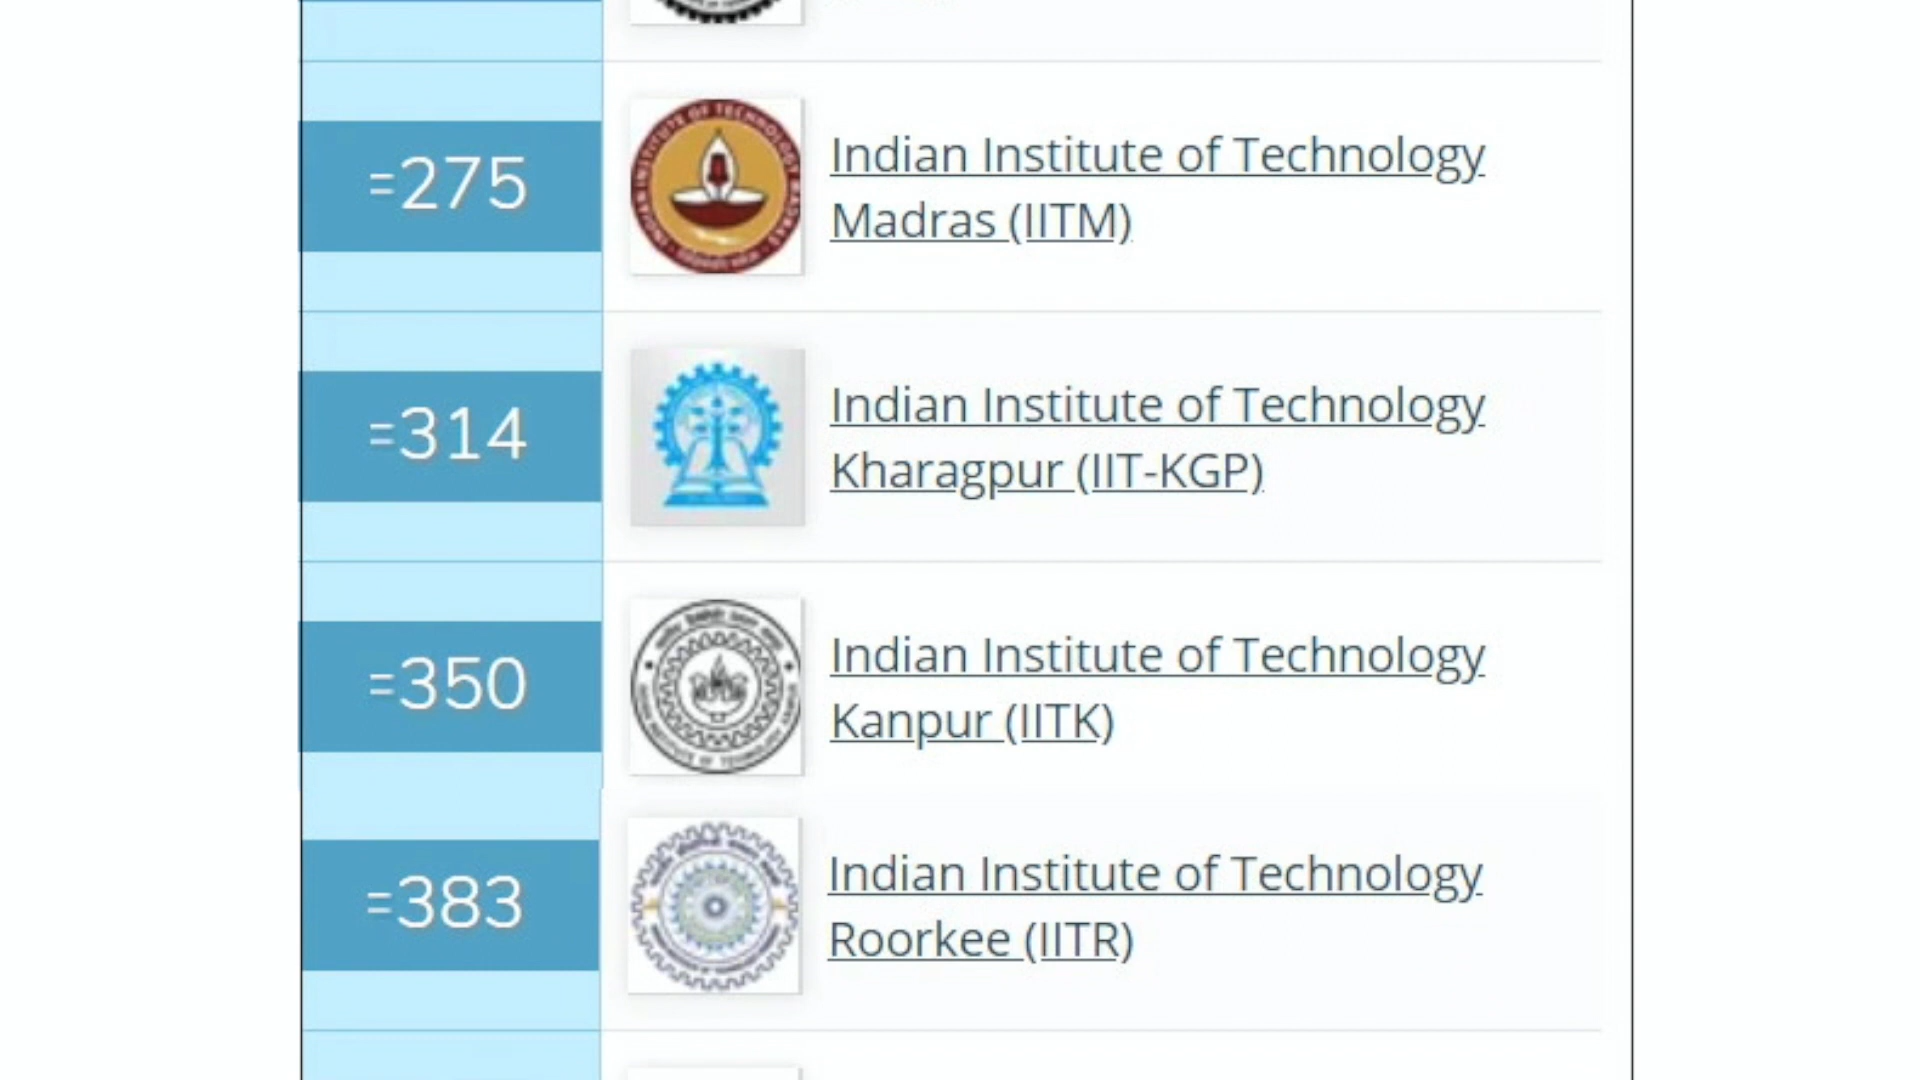 =275
Indian Institute of Technology
Madras (IITM)
=314
Indian Institute of Technology
Kharagpur (IIT-KGP)
=350
Indian Institute of Technology
Kanpur (IITK)
=383
Indian Institute of Technology
Roorkee (IITR)